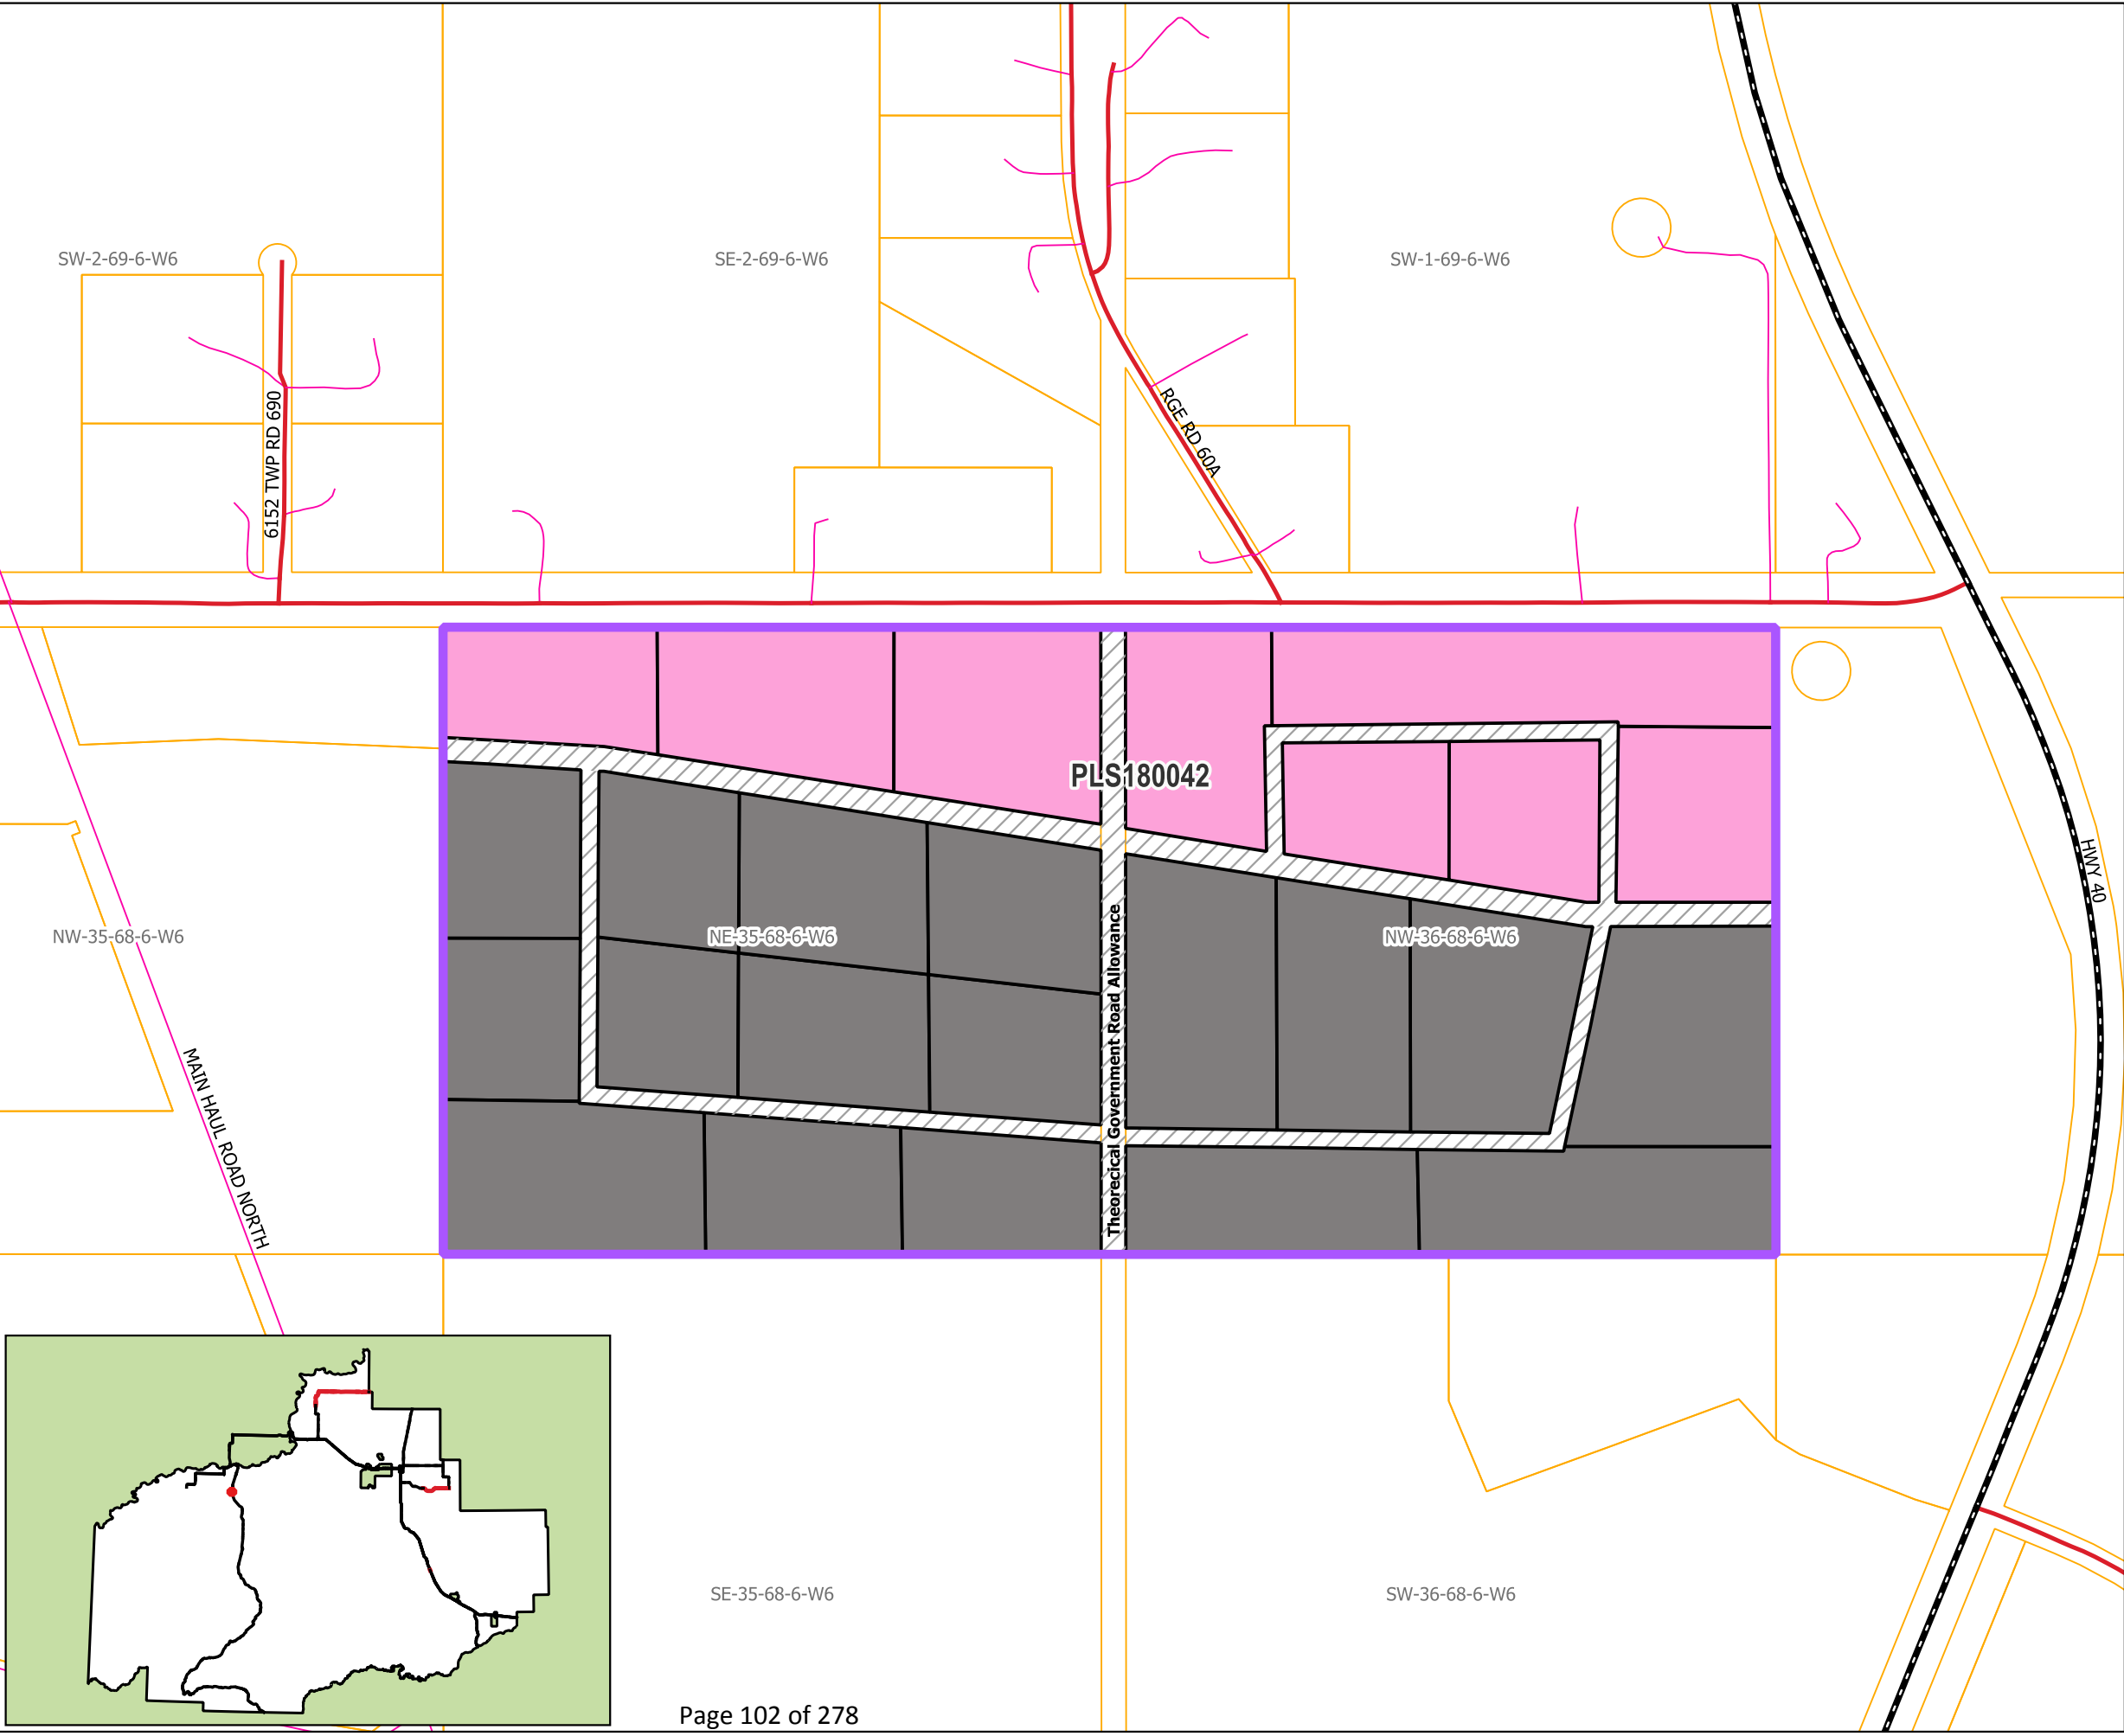 SW-2-69-6-W6
SE-2-69-6-W6
SW-1-69-6-W6
6152 TWP RD 690
RGE RD 60A
PLS180042
HWY 40
NW-35-68-6-W6
NE-35-68-6-W6
NW-36-68-6-W6
Theorecical Government Road Allowance
MAIN HAUL ROAD NORTH
SE-35-68-6-W6
SW-36-68-6-W6
Page 102 of 278